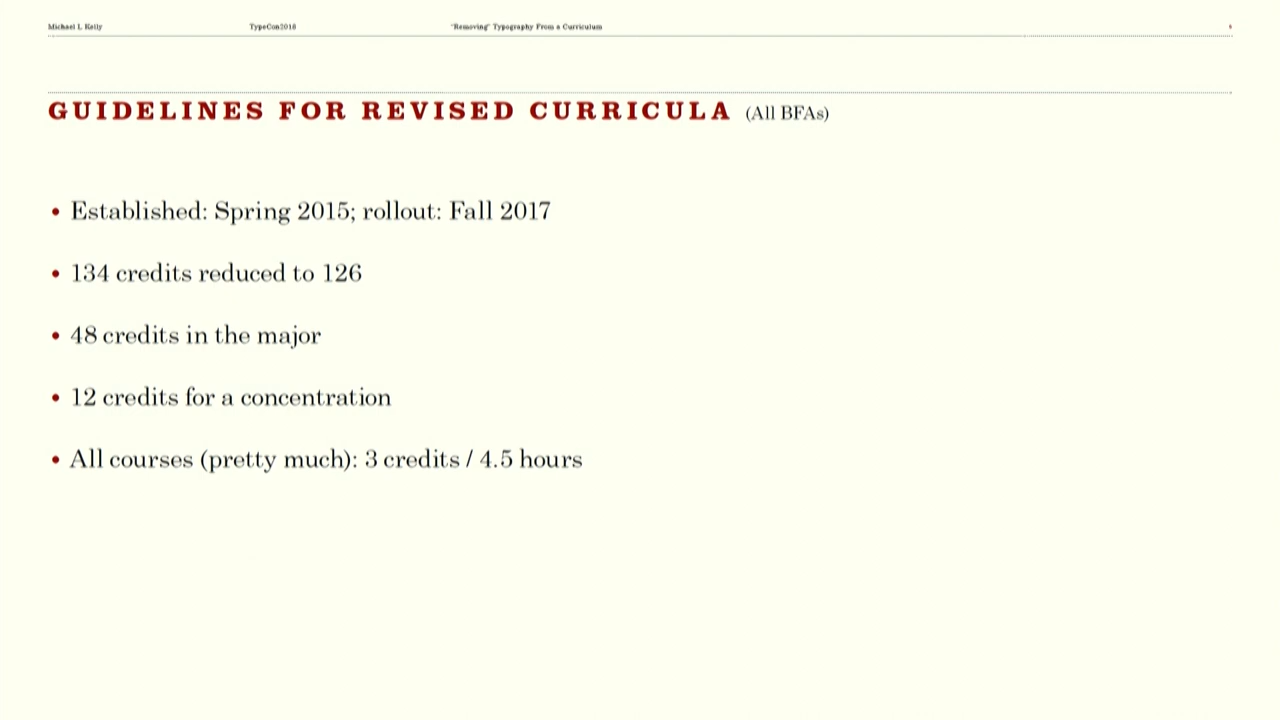 Michael L Kelly TypeCon2018 "Removing" Typography From a Curriculum
GUIDELINES FOR REVISED CURRICULA (All BFAs)
• Established: Spring 2015; rollout: Fall 2017
• 134 credits reduced to 126
• 48 credits in the major
• 12 credits for a concentration
• All courses (pretty much): 3 credits / 4.5 hours